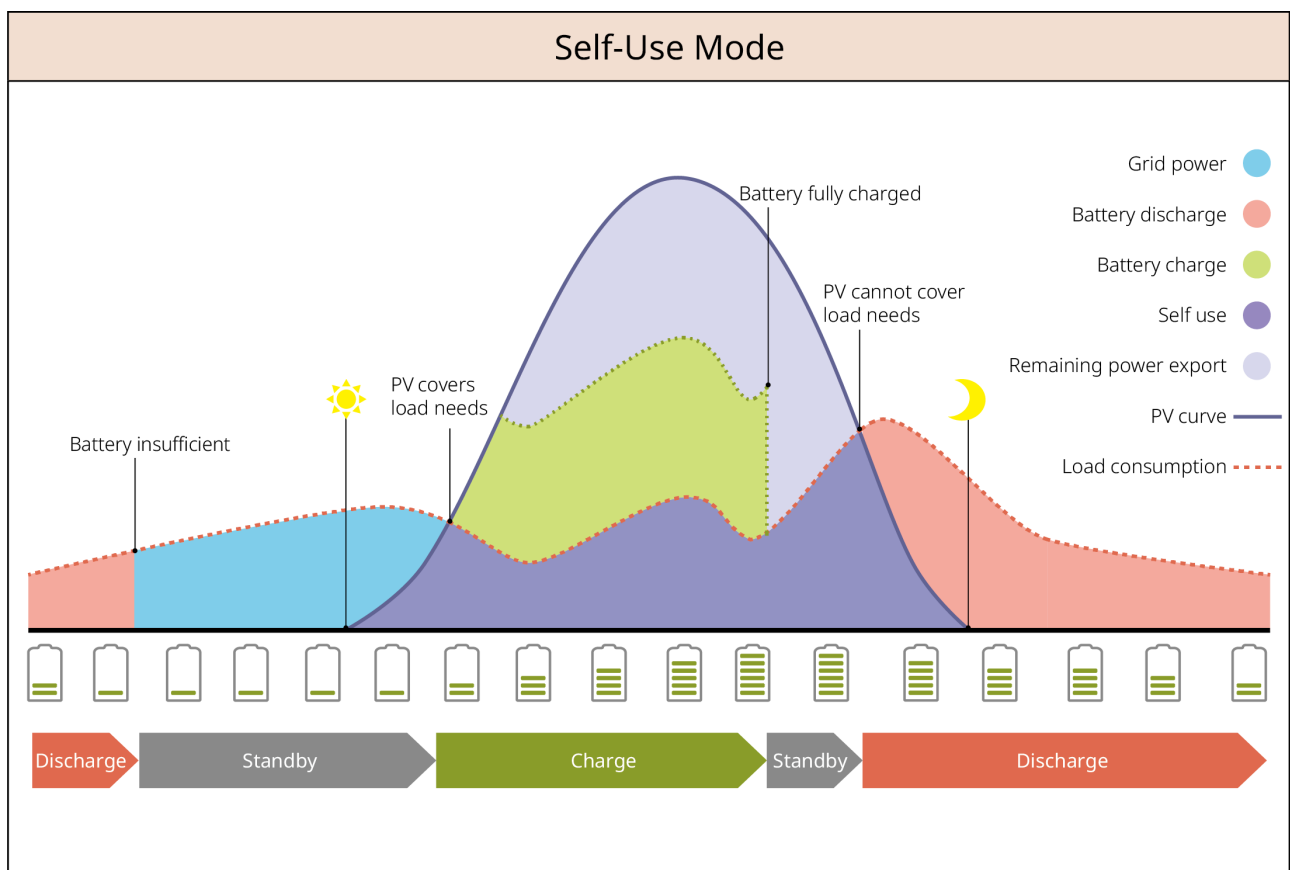 Self-Use Mode
Grid power
Battery discharge
Battery charge
Self use
Remaining power export
PV curve
Load consumption
Battery fully charged
PV cannot cover
load needs
PV covers
load needs
Battery insufficient
Discharge
Standby
Charge
Standby
Discharge